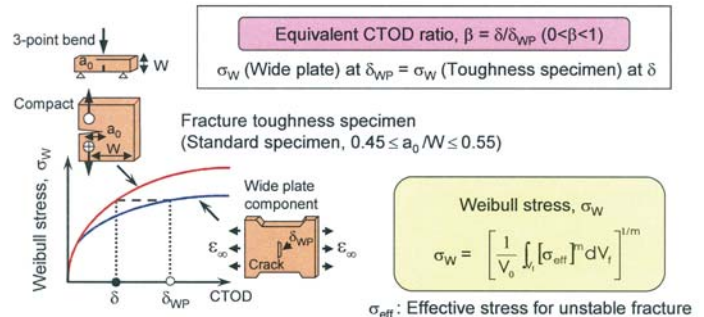 3-point bend
a₀
W
Compact
a₀
W
Equivalent CTOD ratio, β = δ/δ_WP (0<β<1)
σ_W (Wide plate) at δ_WP = σ_W (Toughness specimen) at δ
Fracture toughness specimen
(Standard specimen, 0.45 ≤ a₀/W ≤ 0.55)
Weibull stress, σ_W
Wide plate
component
ε∞
δ_WP
ε∞
Crack
δ
δ_WP
CTOD
Weibull stress, σ_W
σ_W = [ 1/V₀ ∫_Vf [σ_eff]^m dV_f ]^1/m
σ_eff : Effective stress for unstable fracture